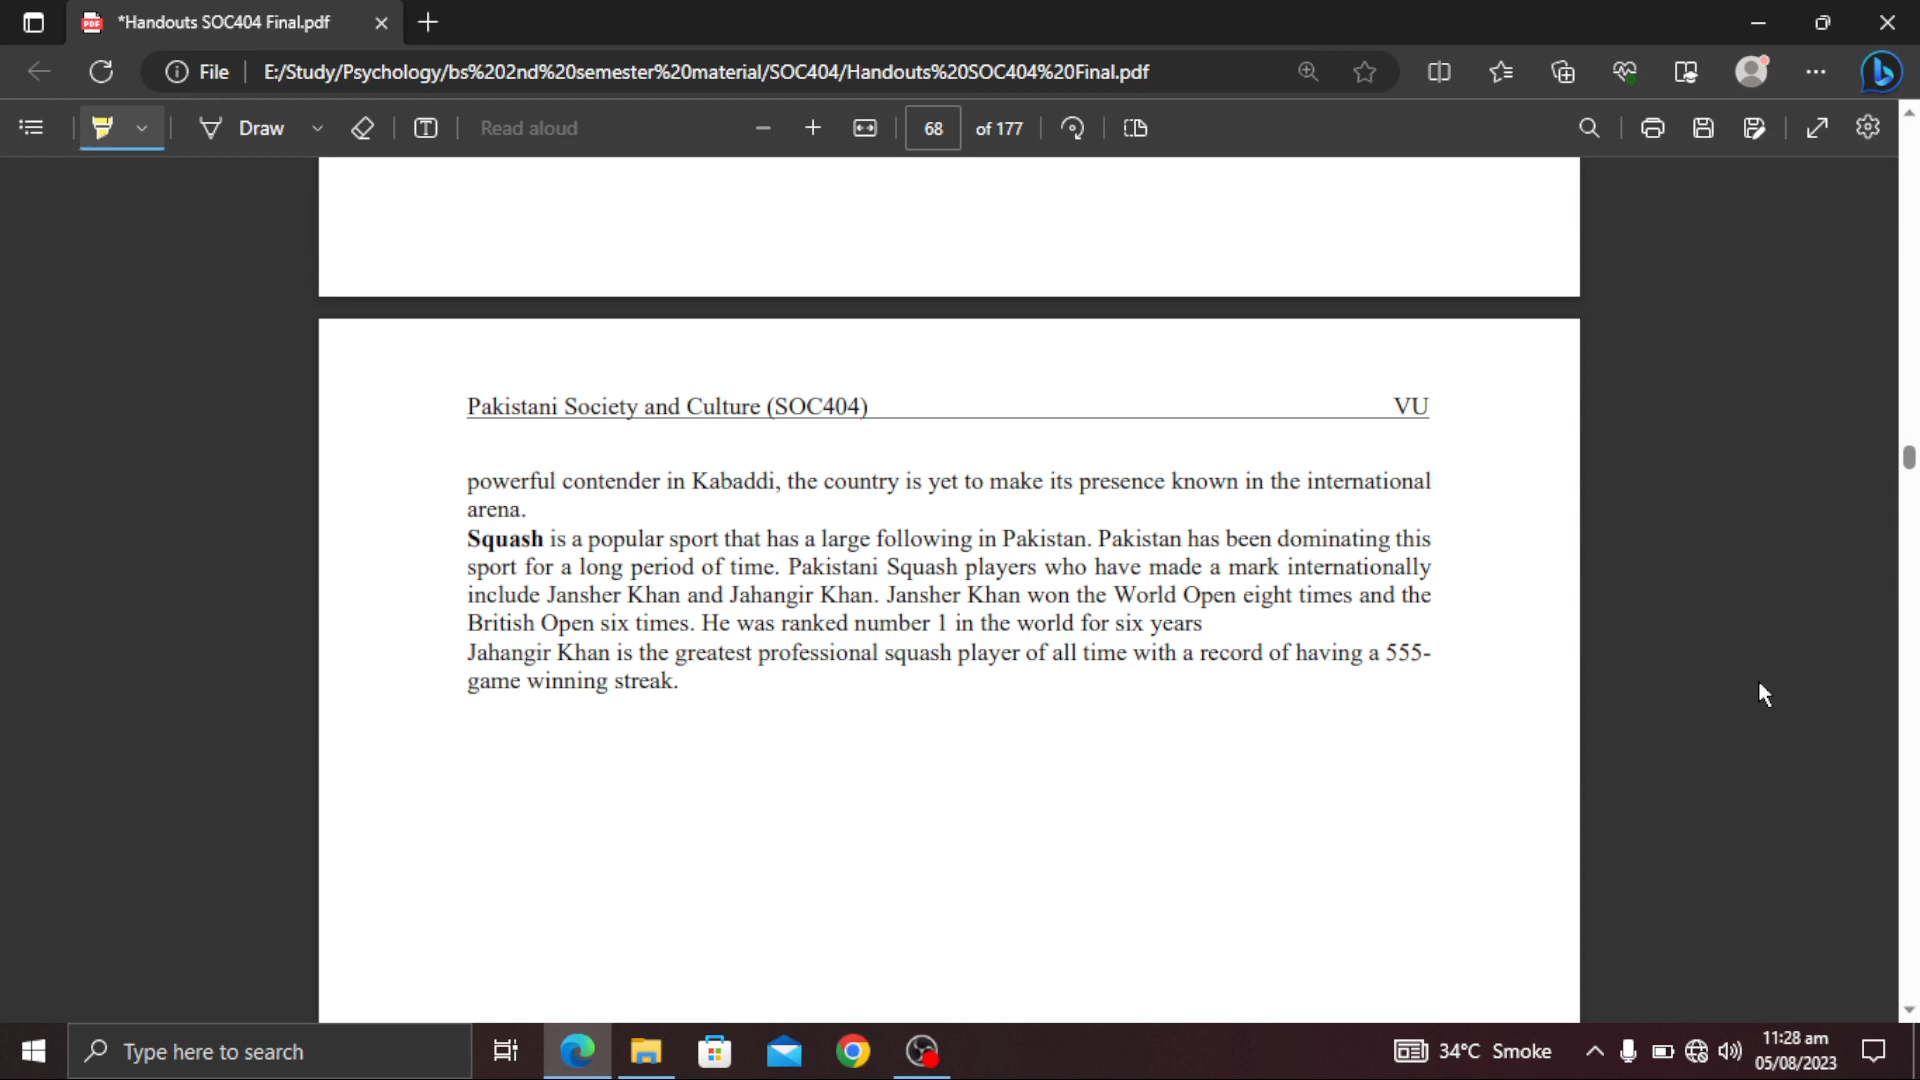 *Handouts SOC404 Final.pdf
File E:/Study/Psychology/bs%202nd%20semester%20material/SOC404/Handouts%20SOC404%20Final.pdf
Draw Read aloud 68 of 177
Pakistani Society and Culture (SOC404) VU
powerful contender in Kabaddi, the country is yet to make its presence known in the international
arena.
Squash is a popular sport that has a large following in Pakistan. Pakistan has been dominating this
sport for a long period of time. Pakistani Squash players who have made a mark internationally
include Jansher Khan and Jahangir Khan. Jansher Khan won the World Open eight times and the
British Open six times. He was ranked number 1 in the world for six years
Jahangir Khan is the greatest professional squash player of all time with a record of having a 555-
game winning streak.
Type here to search 34°C Smoke 11:28 am
05/08/2023